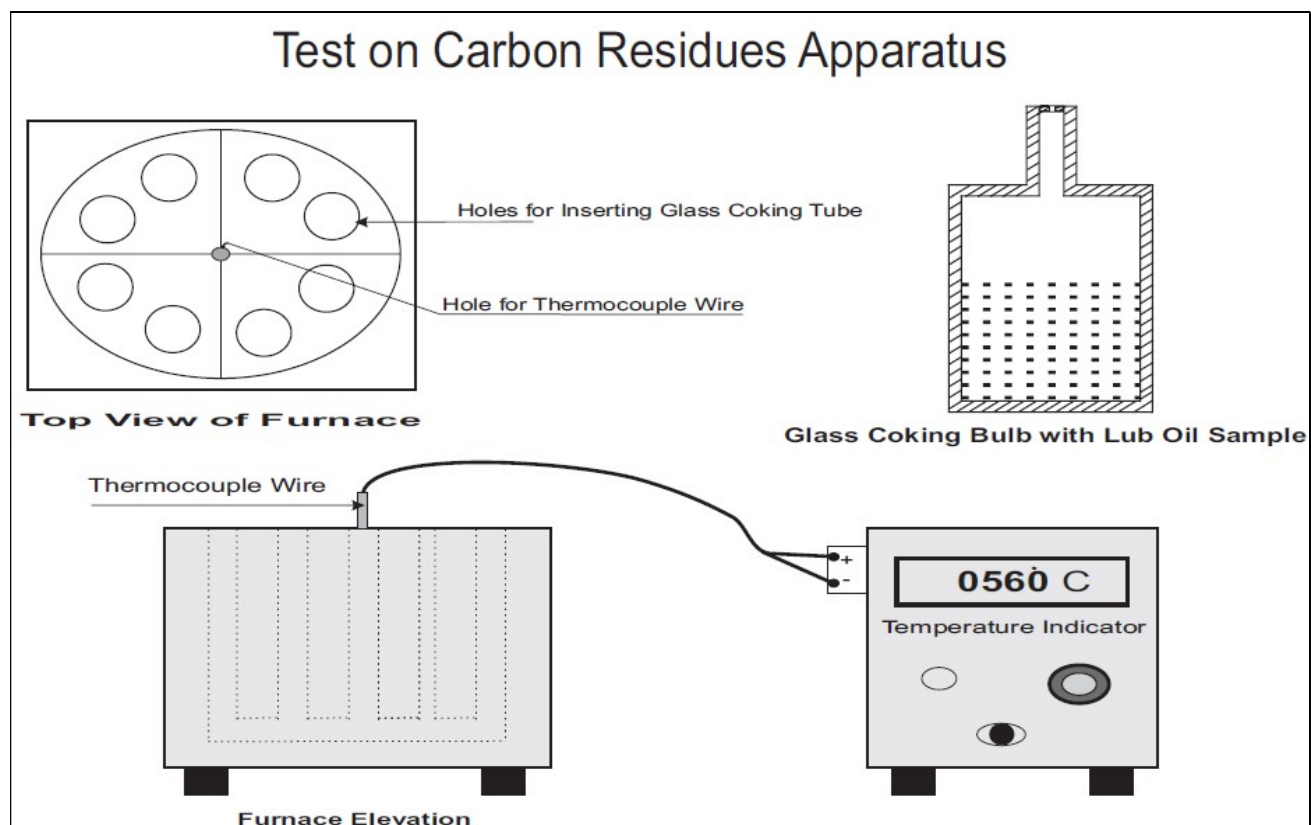 Test on Carbon Residues Apparatus
Holes for Inserting Glass Coking Tube
Hole for Thermocouple Wire
Top View of Furnace
Glass Coking Bulb with Lub Oil Sample
Thermocouple Wire
+
-
0560̇ C
Temperature Indicator
Furnace Elevation